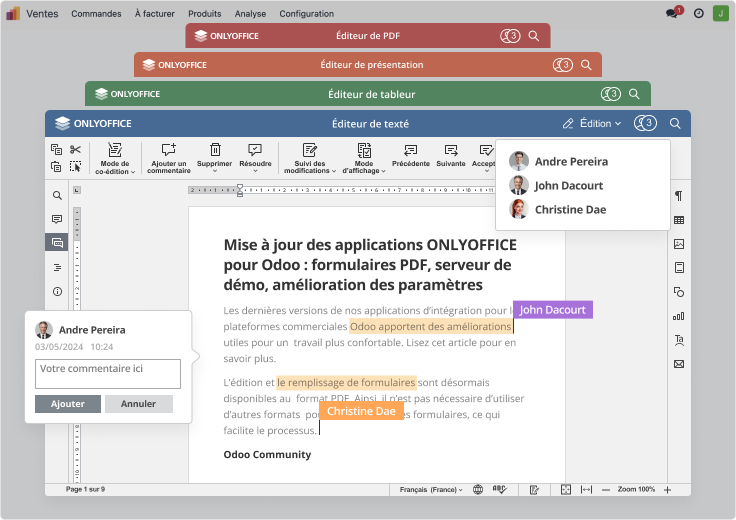 Ventes Commandes À facturer Produits Analyse Configuration 1 J
ONLYOFFICE Éditeur de PDF 3
ONLYOFFICE Éditeur de présentation 3
ONLYOFFICE Éditeur de tableur 3
ONLYOFFICE Éditeur de texté Édition 3
Mode de co-édition
Ajouter un commentaire
Supprimer
Résoudre
Suivi des modifications
Mode d'affichage
Précédente
Suivante
Accept
Andre Pereira
John Dacourt
Christine Dae
Mise à jour des applications ONLYOFFICE
pour Odoo : formulaires PDF, serveur de
démo, amélioration des paramètres
Les dernières versions de nos applications d'intégration pour
John Dacourt
plateformes commerciales Odoo apportent des améliorations
utiles pour un travail plus confortable. Lisez cet article pour en
savoir plus.
L'édition et le remplissage de formulaires sont désormais
disponibles au format PDF. Ainsi, il n'est pas nécessaire d'utiliser
d'autres formats formulaires, ce qui
Christine Dae
facilite le processus.
Odoo Community
Andre Pereira
03/05/2024 10:24
Votre commentaire ici
Ajouter Annuler
Page 1 sur 9 Français (France) ABC Zoom 100%